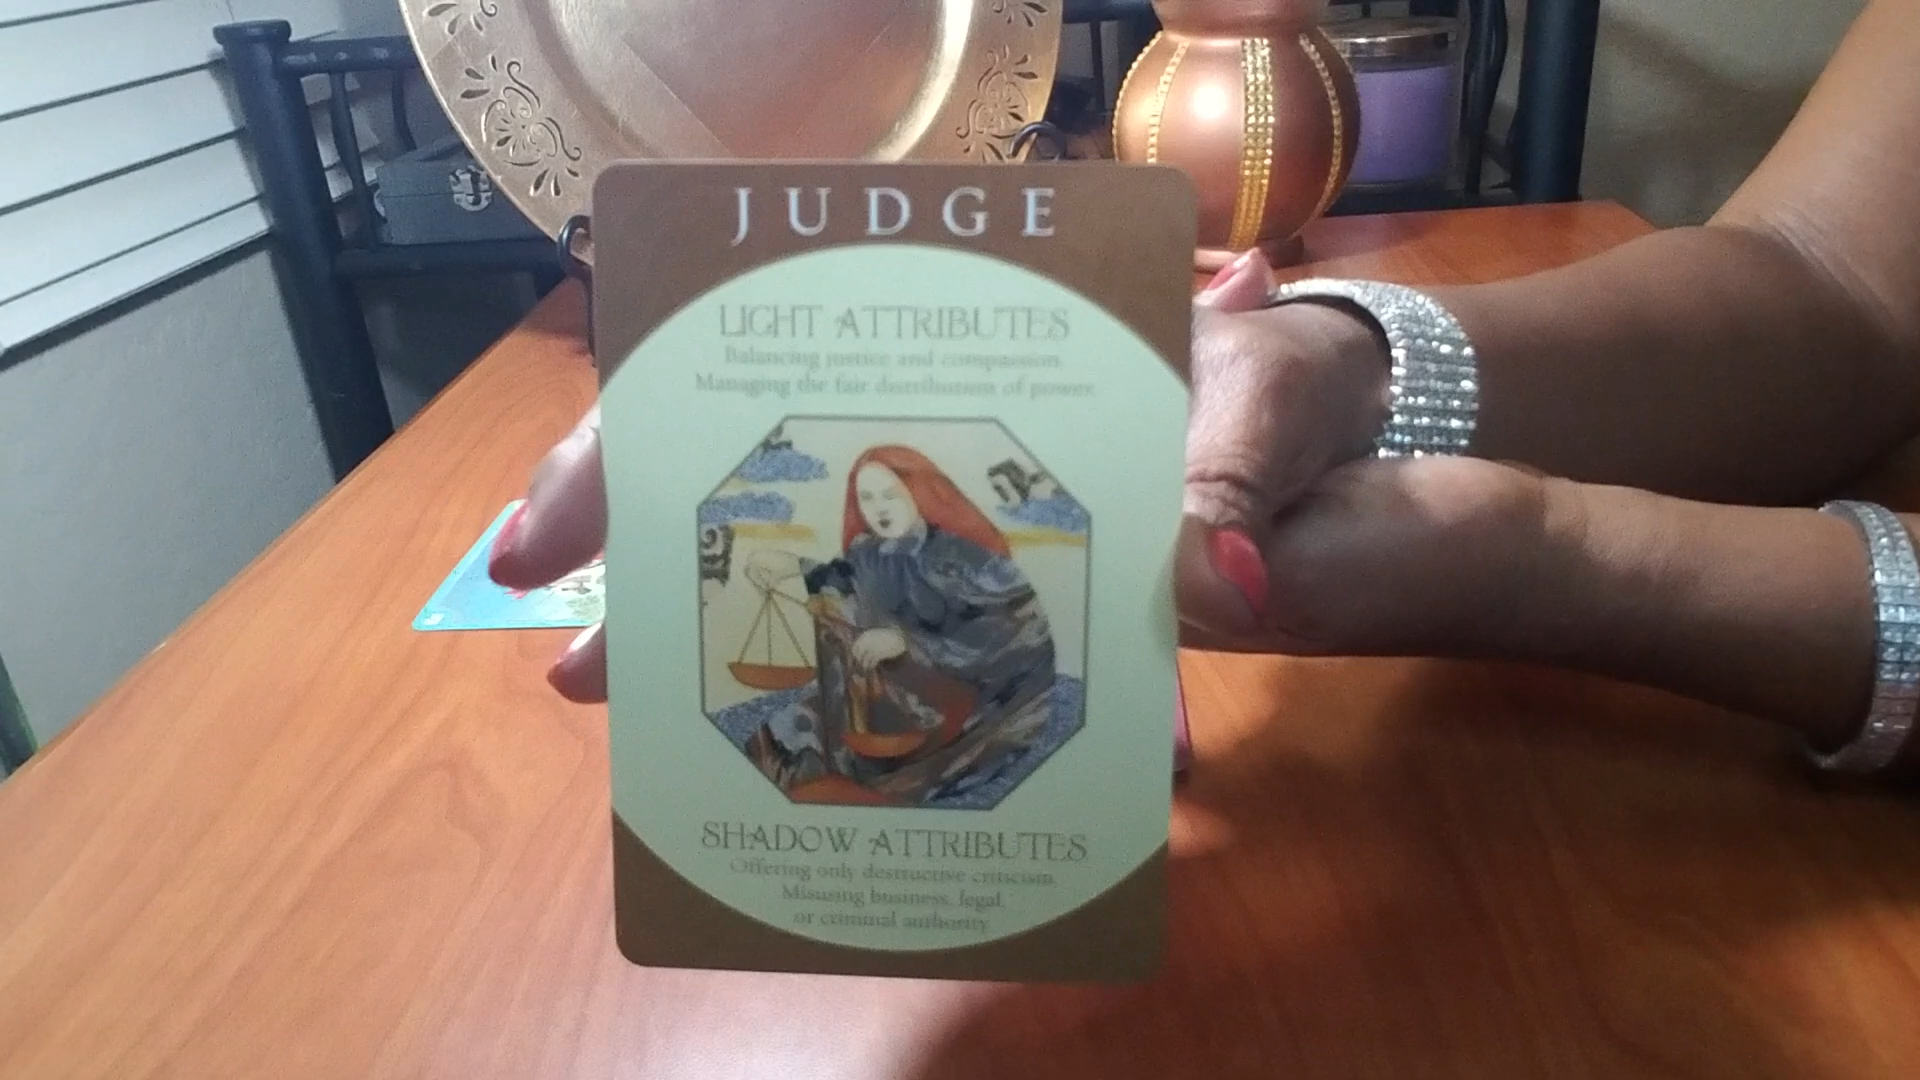 JUDGE
LIGHT ATTRIBUTES
Balancing justice and compassion.
Managing the fair distribution of power.
SHADOW ATTRIBUTES
Offering only destructive criticism.
Misusing business, legal,
or criminal authority.